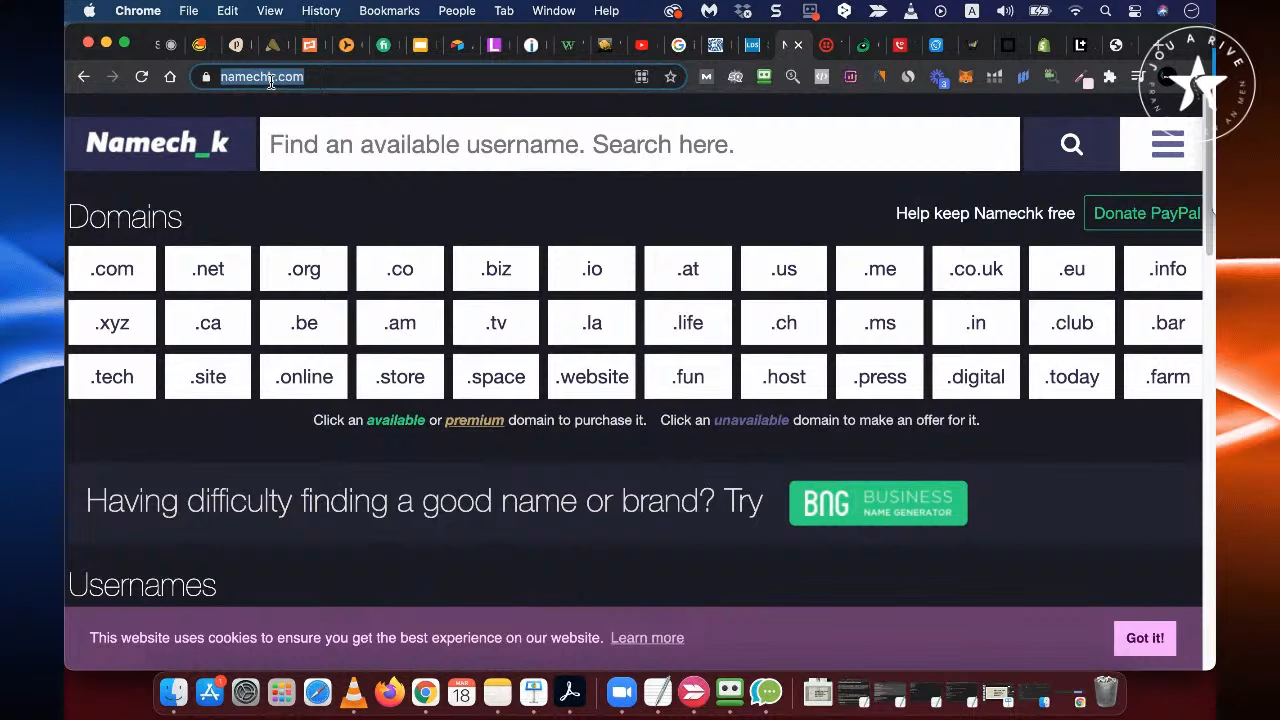 Chrome File Edit View History Bookmarks People Tab Window Help
namechk.com
Namech_k
Find an available username. Search here.
Domains
Help keep Namechk free
Donate PayPal
.com .net .org .co .biz .io .at .us .me .co.uk .eu .info
.xyz .ca .be .am .tv .la .life .ch .ms .in .club .bar
.tech .site .online .store .space .website .fun .host .press .digital .today .farm
Click an available or premium domain to purchase it. Click an unavailable domain to make an offer for it.
Having difficulty finding a good name or brand? Try
BNG BUSINESS
NAME GENERATOR
Usernames
This website uses cookies to ensure you get the best experience on our website. Learn more
Got it!
MAR
18